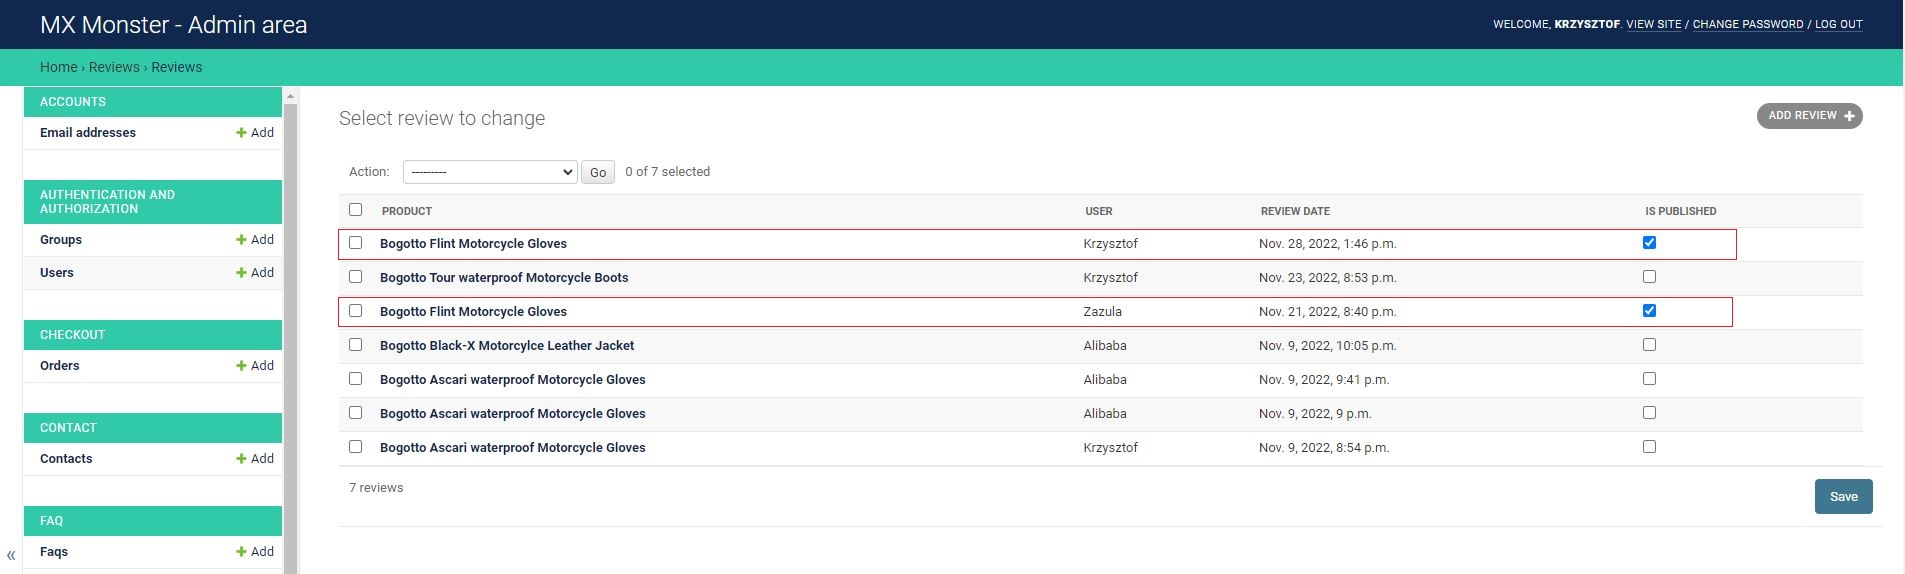 MX Monster - Admin area
WELCOME, KRZYSZTOF. VIEW SITE / CHANGE PASSWORD / LOG OUT
Home › Reviews › Reviews
ACCOUNTS
Email addresses + Add
AUTHENTICATION AND
AUTHORIZATION
Groups + Add
Users + Add
CHECKOUT
Orders + Add
CONTACT
Contacts + Add
FAQ
Faqs + Add
«
Select review to change
ADD REVIEW +
Action: --------- Go 0 of 7 selected
PRODUCT USER REVIEW DATE IS PUBLISHED
Bogotto Flint Motorcycle Gloves Krzysztof Nov. 28, 2022, 1:46 p.m.
Bogotto Tour waterproof Motorcycle Boots Krzysztof Nov. 23, 2022, 8:53 p.m.
Bogotto Flint Motorcycle Gloves Zazula Nov. 21, 2022, 8:40 p.m.
Bogotto Black-X Motorcylce Leather Jacket Alibaba Nov. 9, 2022, 10:05 p.m.
Bogotto Ascari waterproof Motorcycle Gloves Alibaba Nov. 9, 2022, 9:41 p.m.
Bogotto Ascari waterproof Motorcycle Gloves Alibaba Nov. 9, 2022, 9 p.m.
Bogotto Ascari waterproof Motorcycle Gloves Krzysztof Nov. 9, 2022, 8:54 p.m.
7 reviews
Save